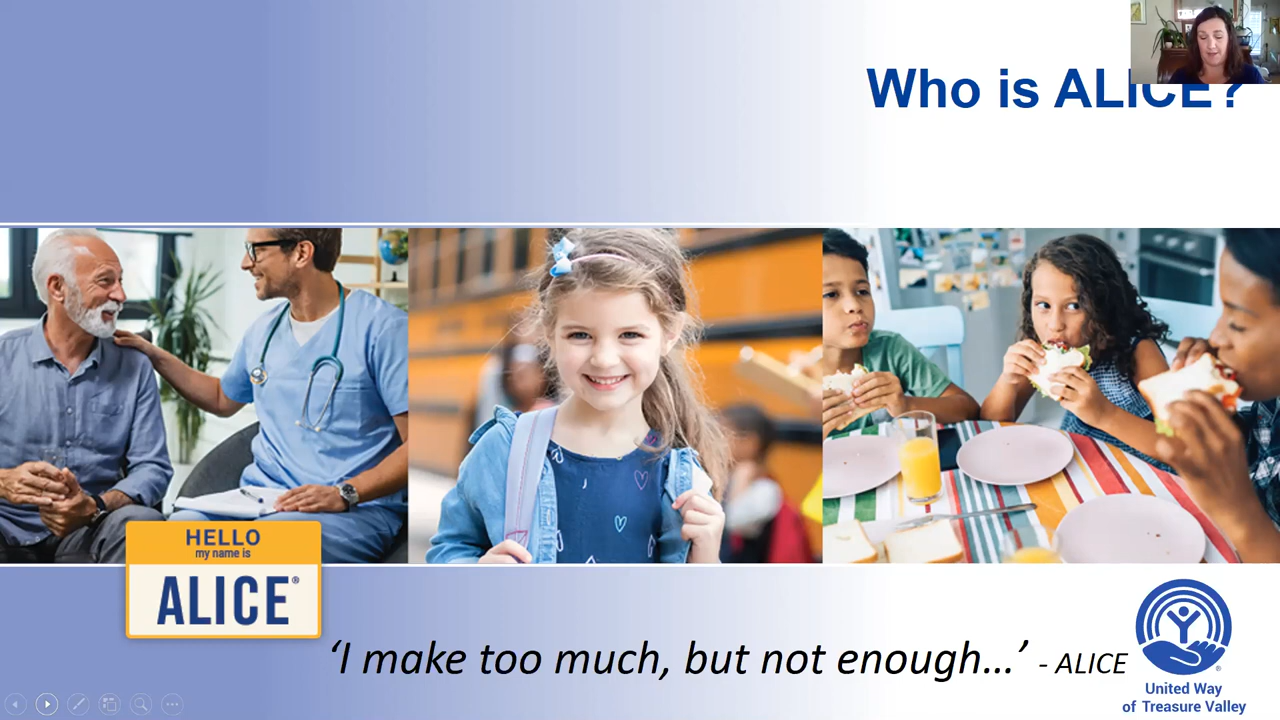 Who is ALICE?
HELLO
my name is
ALICE®
‘I make too much, but not enough…’ - ALICE
United Way
of Treasure Valley